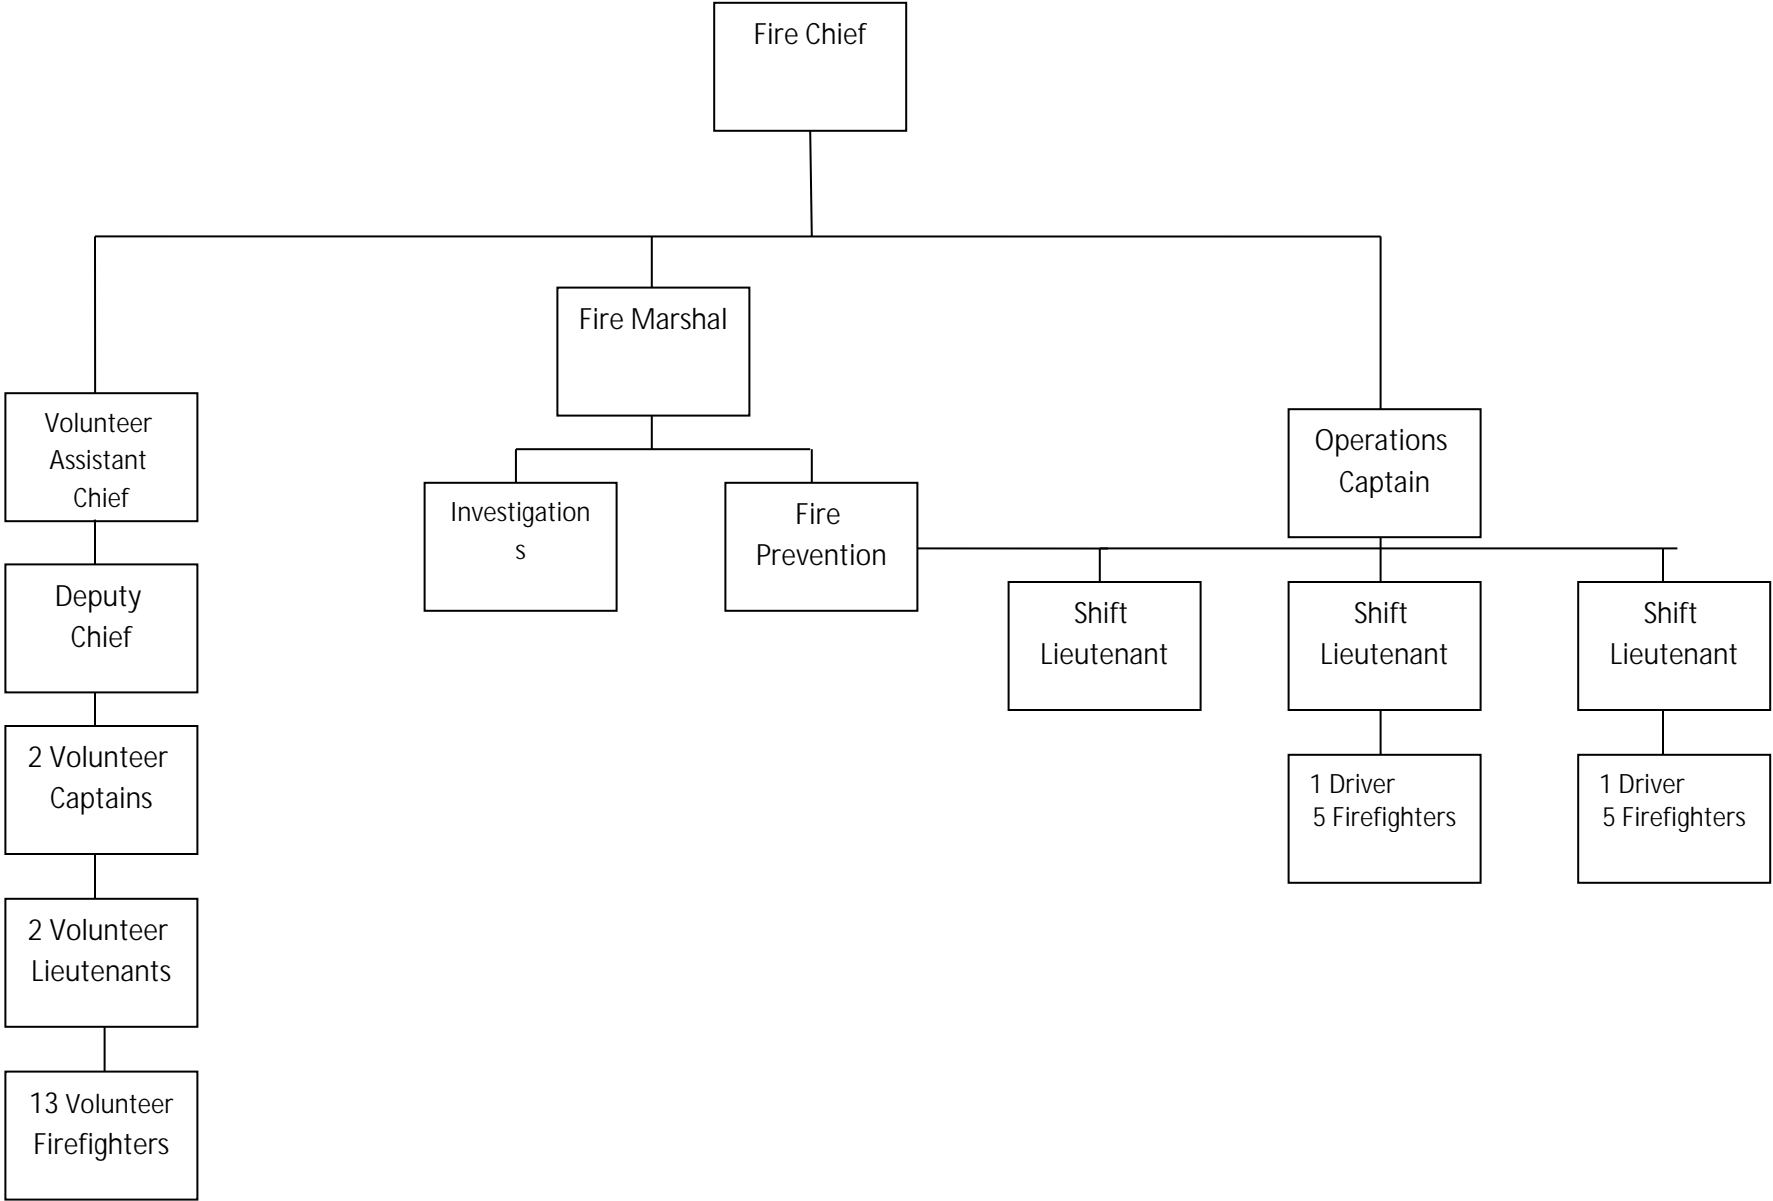 Fire Chief
Fire Marshal
Volunteer
Assistant
Chief
Operations
Captain
Investigation
s
Fire
Prevention
Deputy
Chief
Shift
Lieutenant
Shift
Lieutenant
Shift
Lieutenant
2 Volunteer
Captains
1 Driver
5 Firefighters
1 Driver
5 Firefighters
2 Volunteer
Lieutenants
13 Volunteer
Firefighters